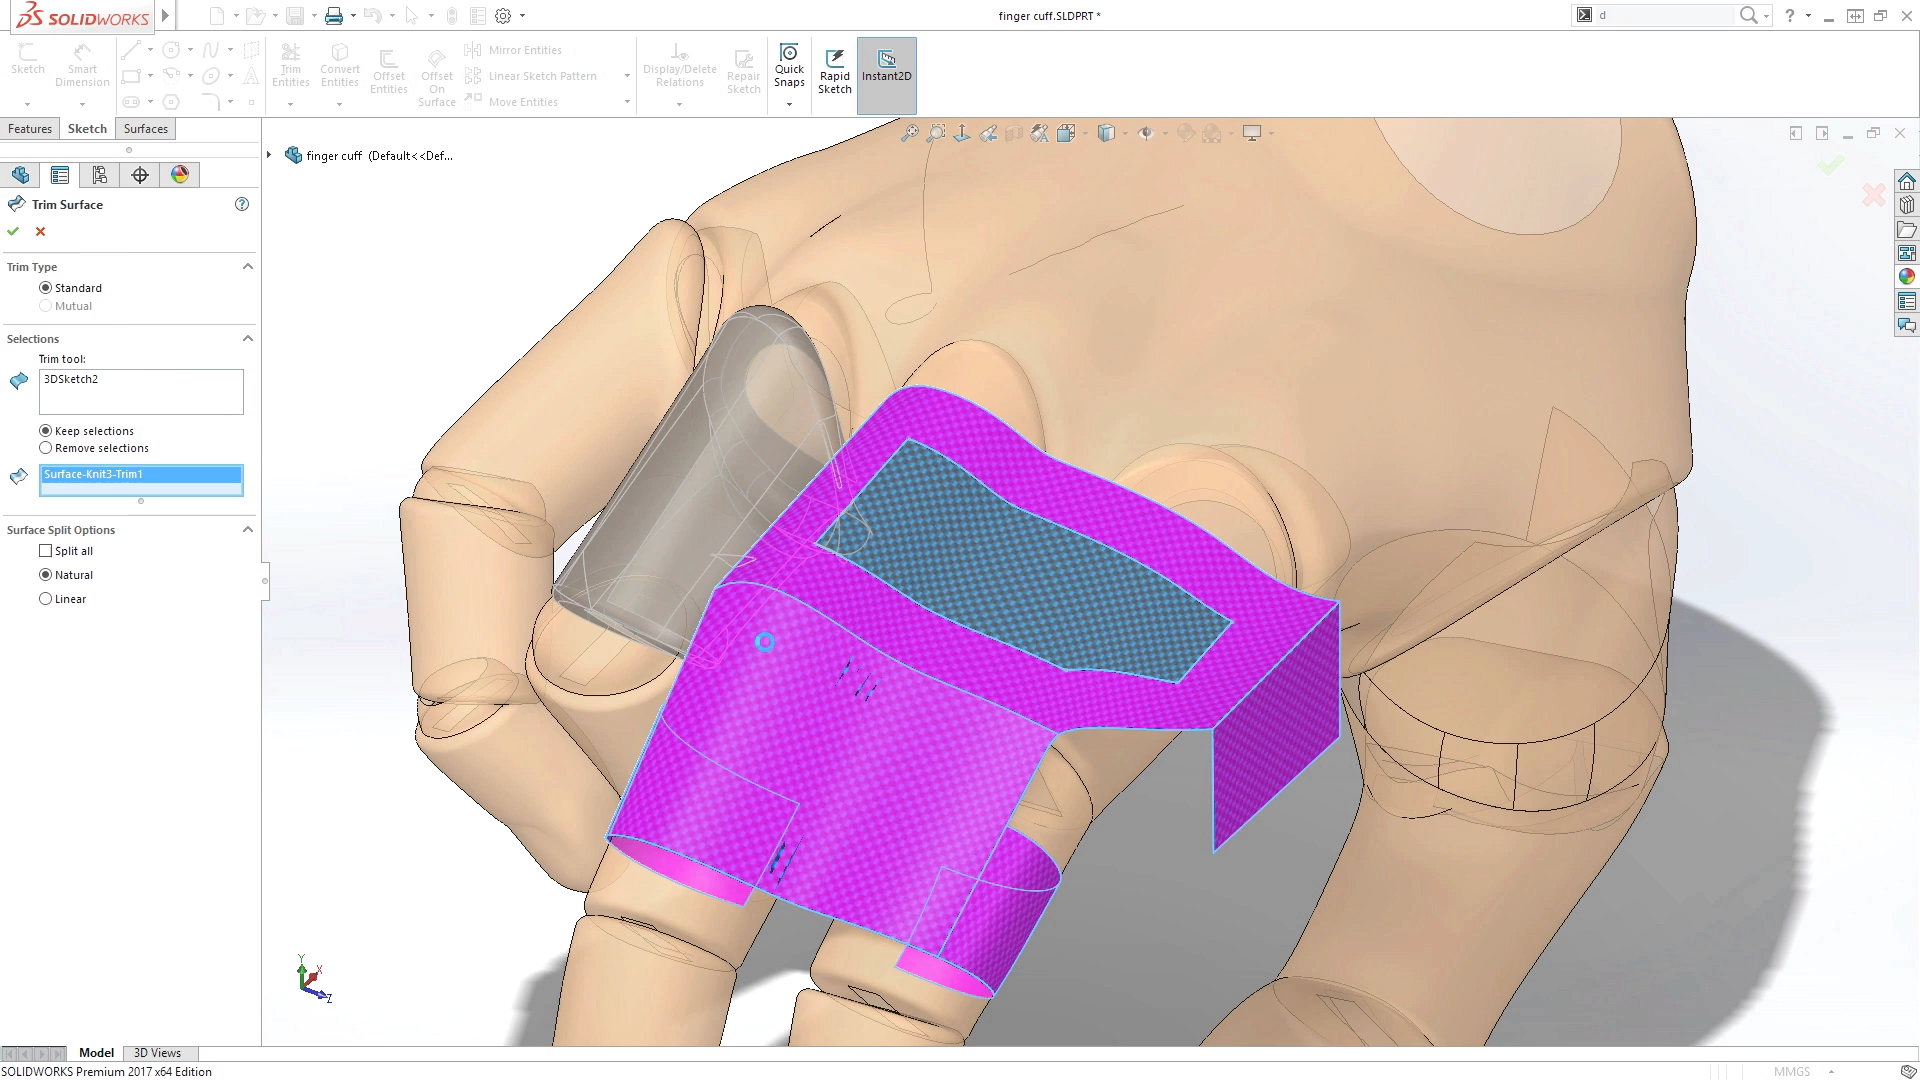 SOLIDWORKS
finger cuff.SLDPRT *
d
Sketch
Smart Dimension
Trim Entities
Convert Entities
Offset Entities
Offset On Surface
Mirror Entities
Linear Sketch Pattern
Move Entities
Display/Delete Relations
Repair Sketch
Quick Snaps
Rapid Sketch
Instant2D
Features
Sketch
Surfaces
finger cuff (Default<<Def...
Trim Surface
Trim Type
Standard
Mutual
Selections
Trim tool:
3DSketch2
Keep selections
Remove selections
Surface-Knit3-Trim1
Surface Split Options
Split all
Natural
Linear
Y
X
Z
Model
3D Views
SOLIDWORKS Premium 2017 x64 Edition
MMGS